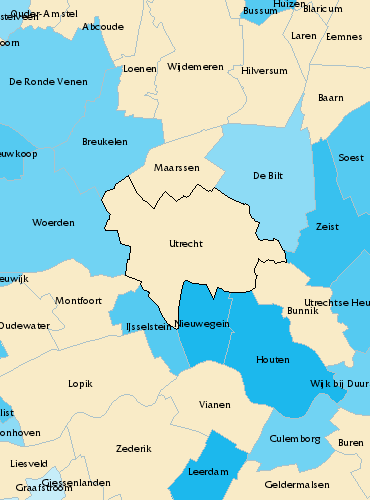 Huizen
Blaricum
Bussum
Ouder-Amstel
Abcoude
Laren
Eemnes
Loenen
Wijdemeren
Hilversum
De Ronde Venen
Baarn
Breukelen
Soest
Maarssen
De Bilt
Woerden
Zeist
Utrecht
Montfoort
Utrechtse Heu
Bunnik
Oudewater
IJsselstein
Nieuwegein
Houten
Lopik
Wijk bij Duur
Vianen
Culemborg
Buren
Zederik
Liesveld
Leerdam
Giessenlanden
Graafstroom
Geldermalsen